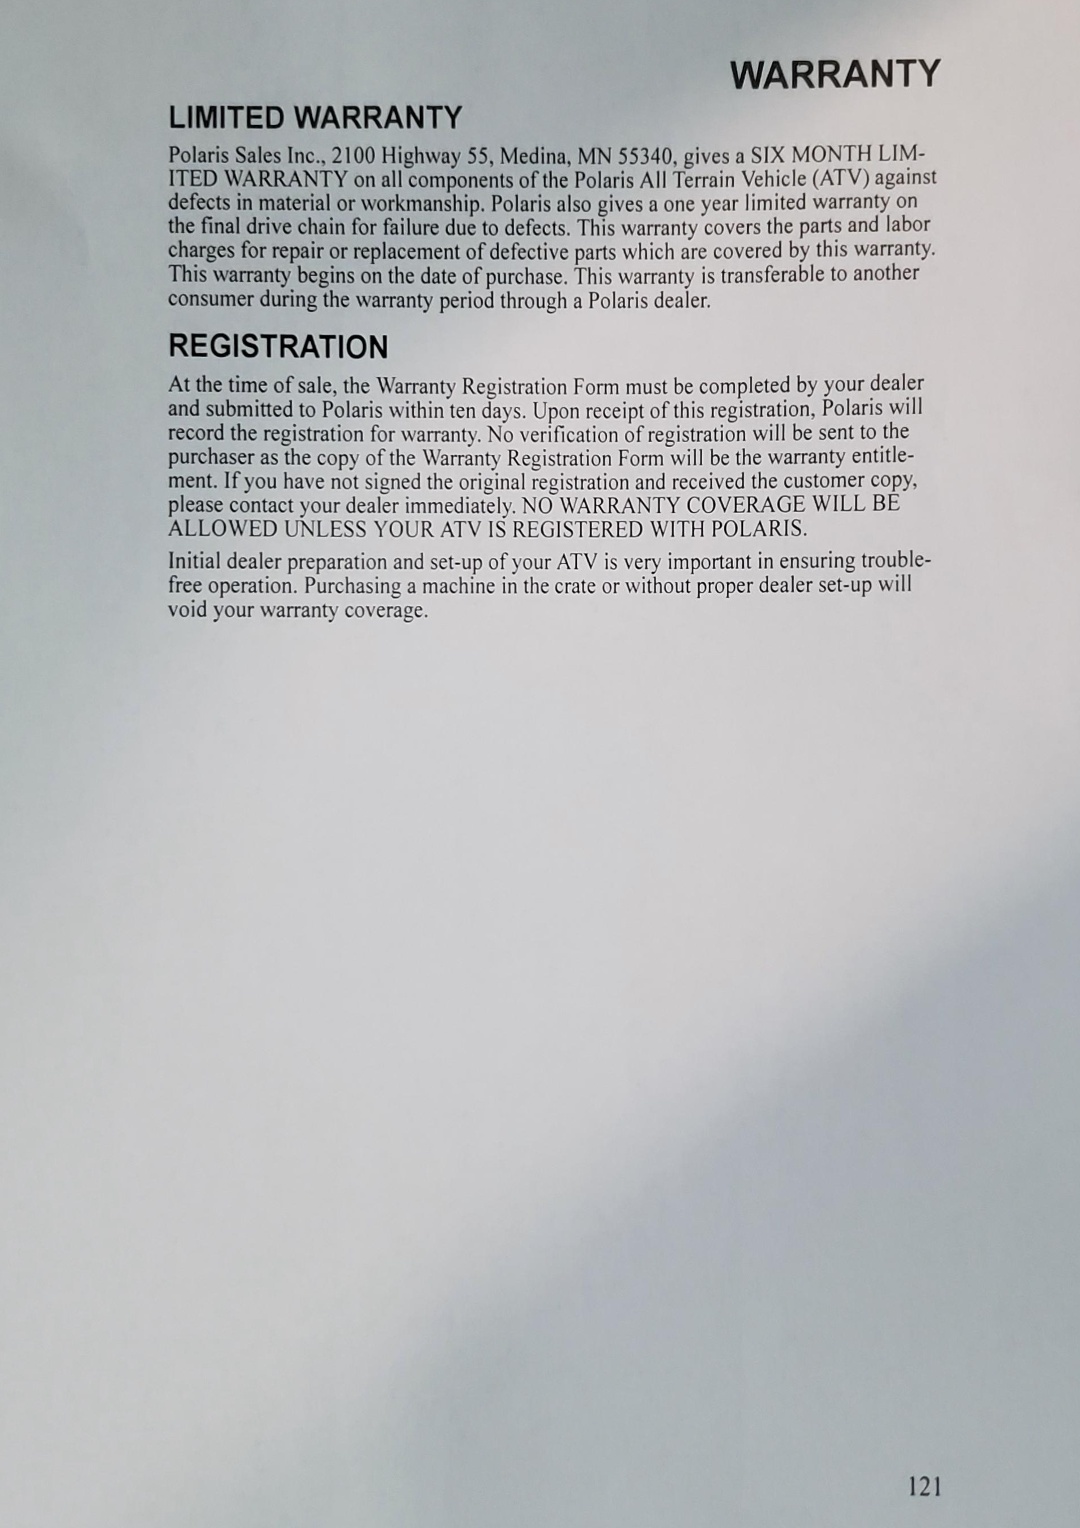 WARRANTY
LIMITED WARRANTY
Polaris Sales Inc., 2100 Highway 55, Medina, MN 55340, gives a SIX MONTH LIM-
ITED WARRANTY on all components of the Polaris All Terrain Vehicle (ATV) against
defects in material or workmanship. Polaris also gives a one year limited warranty on
the final drive chain for failure due to defects. This warranty covers the parts and labor
charges for repair or replacement of defective parts which are covered by this warranty.
This warranty begins on the date of purchase. This warranty is transferable to another
consumer during the warranty period through a Polaris dealer.
REGISTRATION
At the time of sale, the Warranty Registration Form must be completed by your dealer
and submitted to Polaris within ten days. Upon receipt of this registration, Polaris will
record the registration for warranty. No verification of registration will be sent to the
purchaser as the copy of the Warranty Registration Form will be the warranty entitle-
ment. If you have not signed the original registration and received the customer copy,
please contact your dealer immediately. NO WARRANTY COVERAGE WILL BE
ALLOWED UNLESS YOUR ATV IS REGISTERED WITH POLARIS.
Initial dealer preparation and set-up of your ATV is very important in ensuring trouble-
free operation. Purchasing a machine in the crate or without proper dealer set-up will
void your warranty coverage.
121